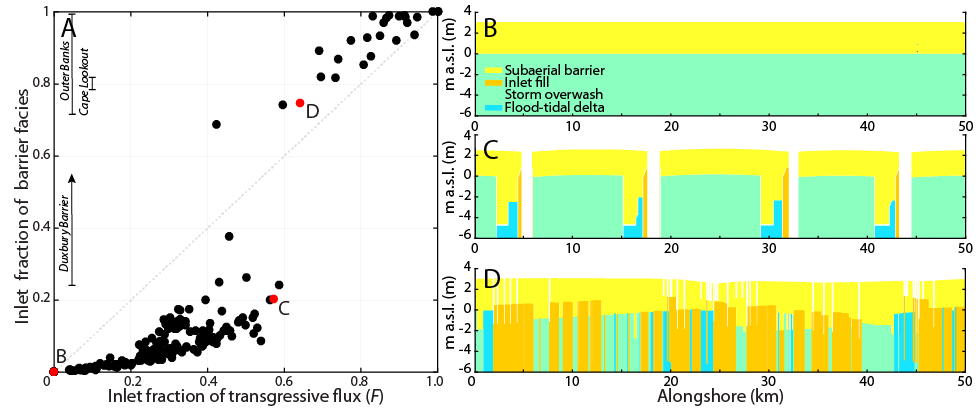 A
Inlet fraction of barrier facies
1
0.8
0.6
0.4
0.2
0
Outer Banks
Cape Lookout
Duxbury Barrier
B
C
D
0 0.2 0.4 0.6 0.8 1.0
Inlet fraction of transgressive flux (F)
B
m a.s.l. (m)
4
2
0
-2
-4
-6
Subaerial barrier
Inlet fill
Storm overwash
Flood-tidal delta
0 10 20 30 40 50
C
m a.s.l. (m)
4
2
0
-2
-4
-6
0 10 20 30 40 50
D
m a.s.l. (m)
4
2
0
-2
-4
-6
0 10 20 30 40 50
Alongshore (km)